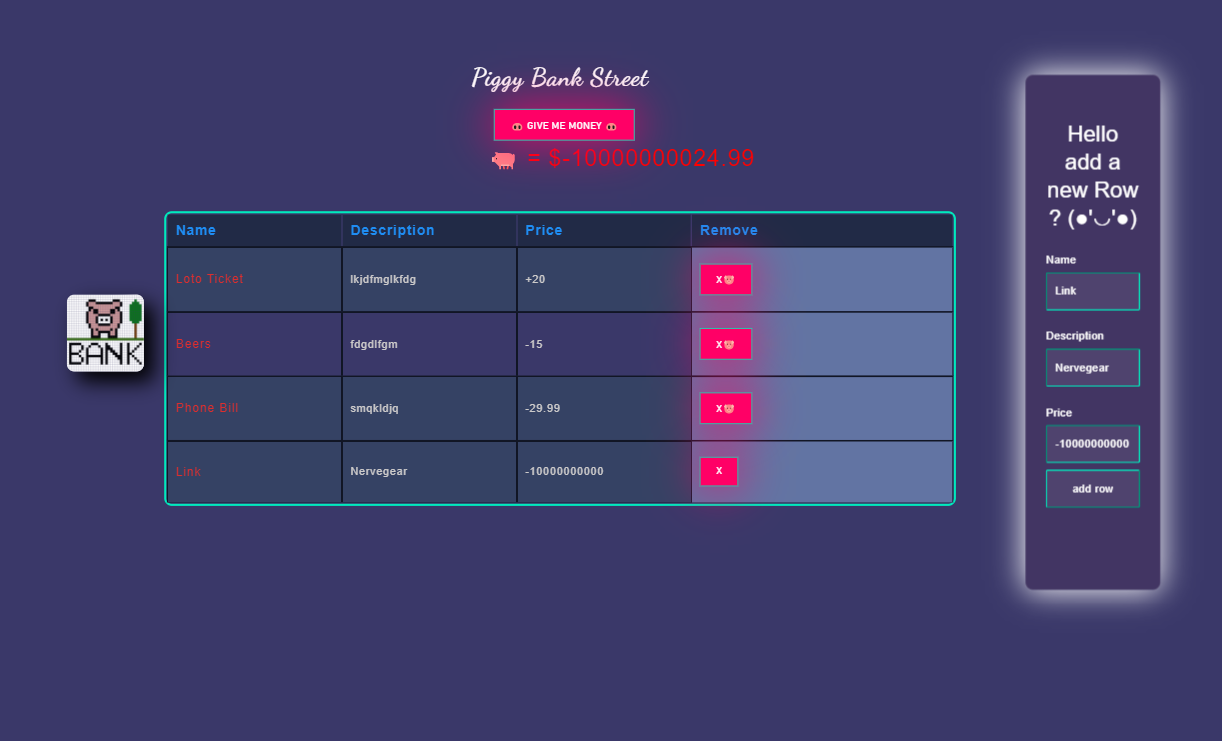 Piggy Bank Street
🐽 GIVE ME MONEY 🐽
🐖 = $-10000000024.99
Name Description Price Remove
Loto Ticket lkjdfmglkfdg +20 X🐷
Beers fdgdlfgm -15 X🐷
Phone Bill smqkldjq -29.99 X🐷
Link Nervegear -10000000000 X
BANK
Hello
add a
new Row
? (●'◡'●)
Name
Link
Description
Nervegear
Price
-10000000000
add row